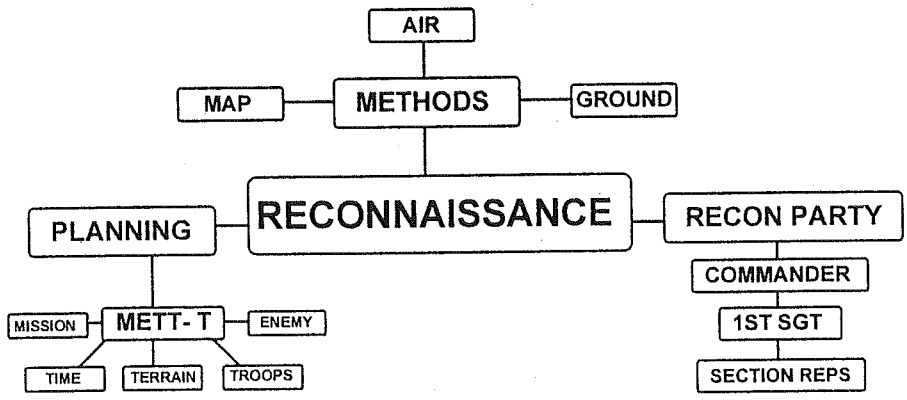 AIR
MAP
METHODS
GROUND
RECONNAISSANCE
PLANNING
RECON PARTY
COMMANDER
MISSION
METT- T
ENEMY
1ST SGT
TIME
TERRAIN
TROOPS
SECTION REPS